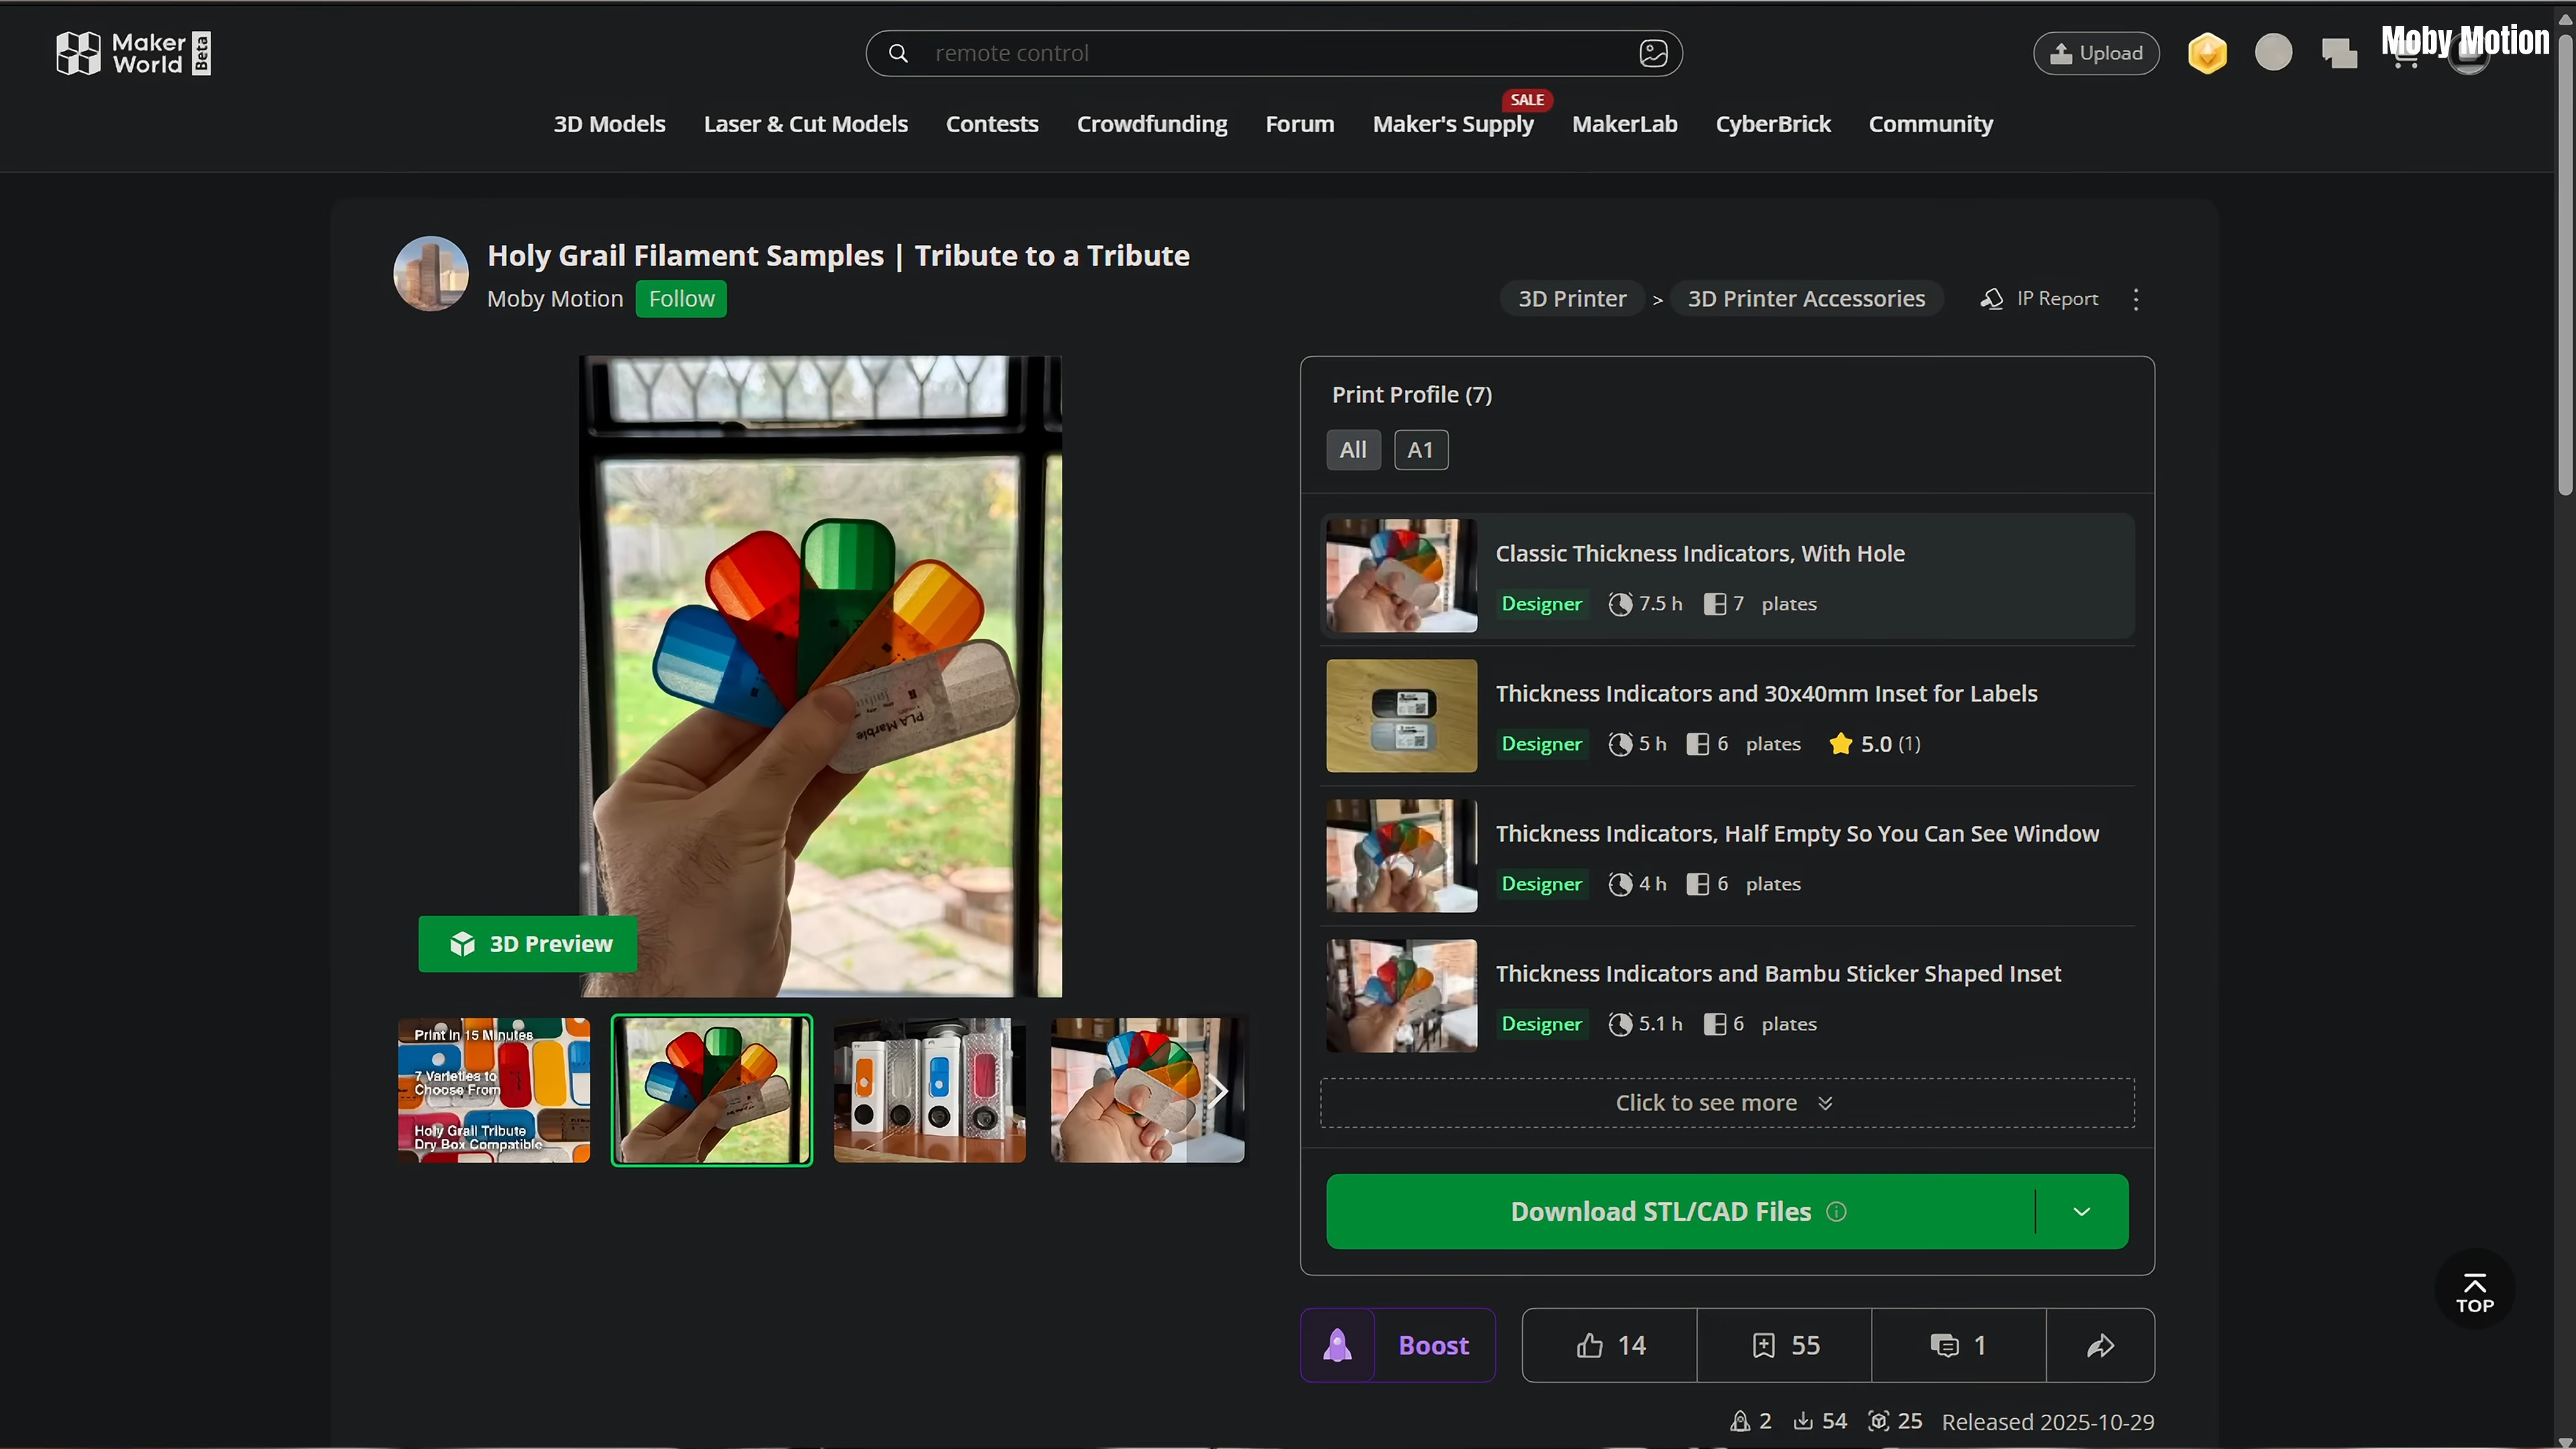 Maker World Beta
remote control
Upload
Moby Motion
SALE
3D Models
Laser & Cut Models
Contests
Crowdfunding
Forum
Maker's Supply
MakerLab
CyberBrick
Community
Holy Grail Filament Samples | Tribute to a Tribute
Moby Motion
Follow
3D Printer > 3D Printer Accessories
IP Report
PLA Marble
3D Preview
Print in 15 Minutes
7 Varieties to
Choose From
Holy Grail Tribute
Dry Box Compatible
Print Profile (7)
All
A1
Classic Thickness Indicators, With Hole
Designer 7.5 h 7 plates
Thickness Indicators and 30x40mm Inset for Labels
Designer 5 h 6 plates 5.0 (1)
Thickness Indicators, Half Empty So You Can See Window
Designer 4 h 6 plates
Thickness Indicators and Bambu Sticker Shaped Inset
Designer 5.1 h 6 plates
Click to see more
Download STL/CAD Files
Boost
14
55
1
2 54 25 Released 2025-10-29
TOP